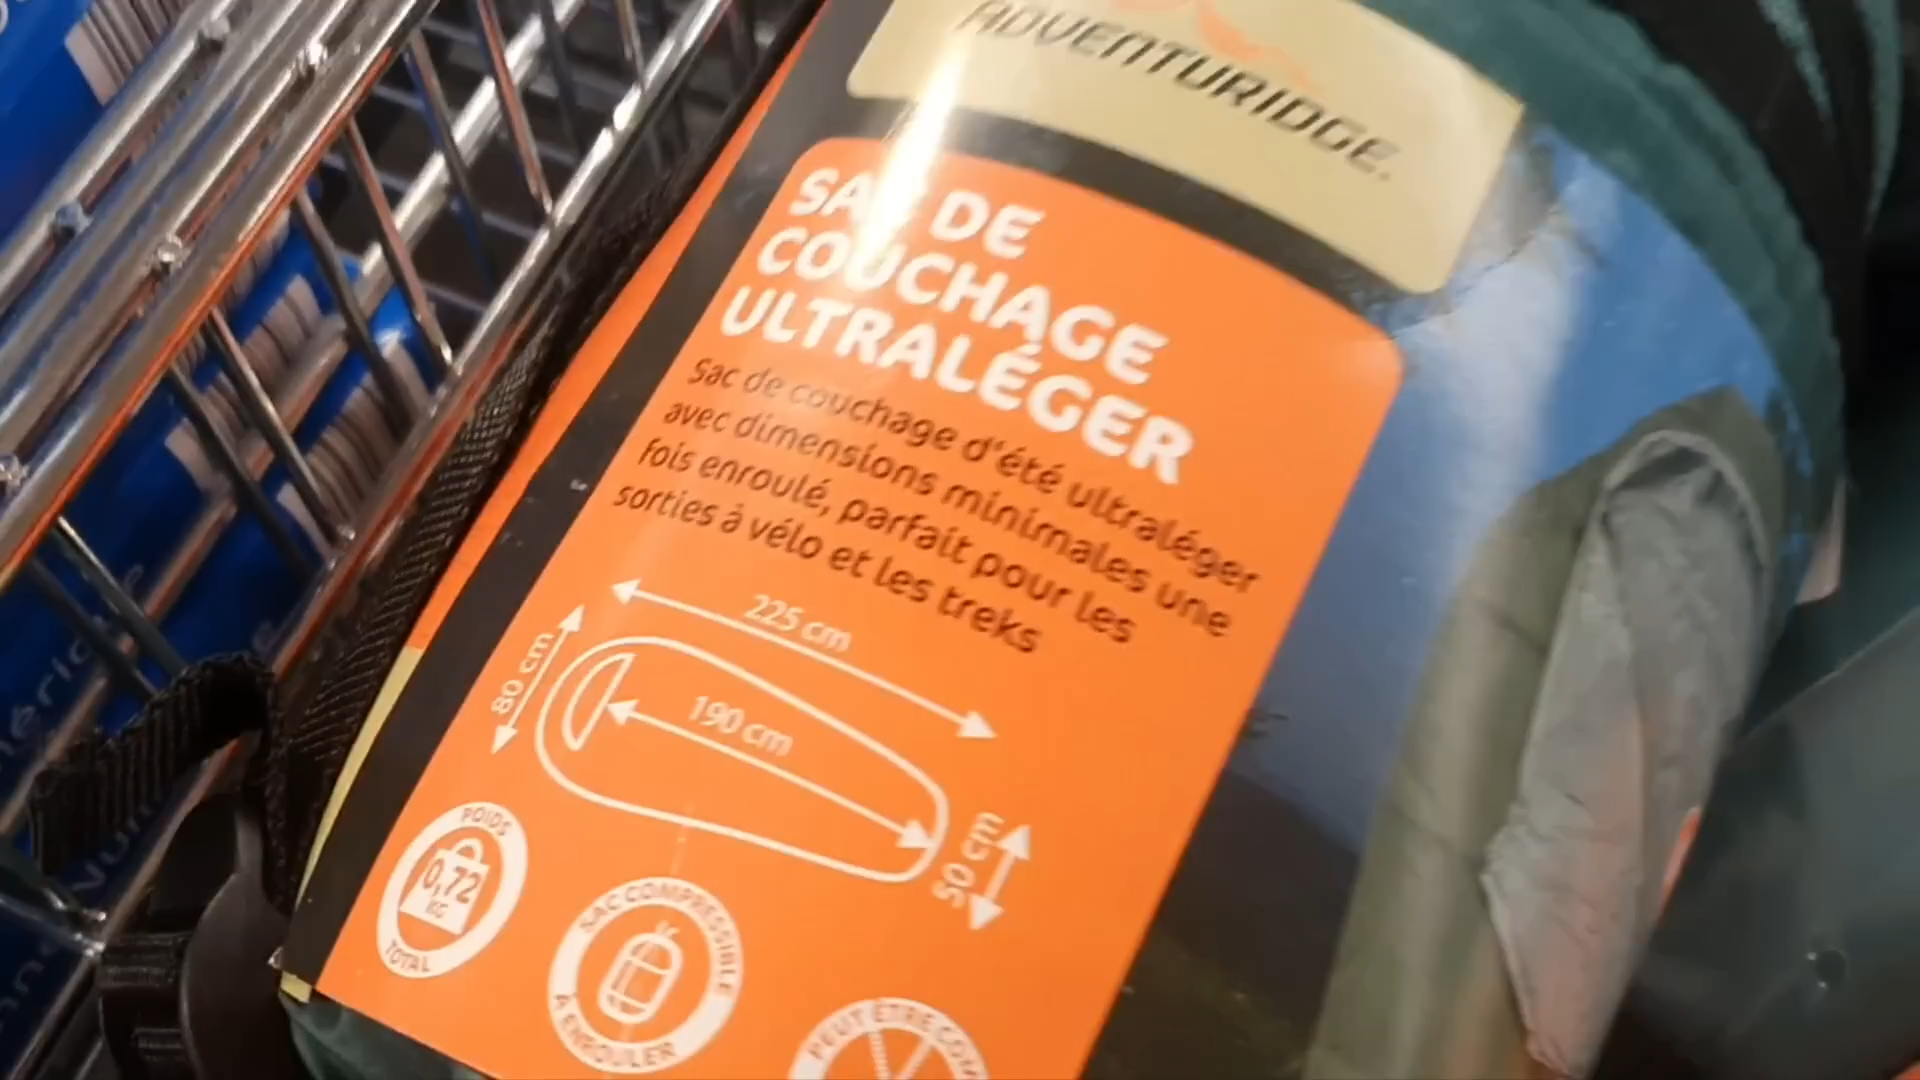 ADVENTURIDGE.
SAC DE
COUCHAGE
ULTRALÉGER
Sac de couchage d'été ultraléger
avec dimensions minimales une
fois enroulé, parfait pour les
sorties à vélo et les treks
225 cm
80 cm
190 cm
50 cm
POIDS
0,72
KG
TOTAL
SAC COMPRESSIBLE
À ENROULER
PEUT ÊTRE